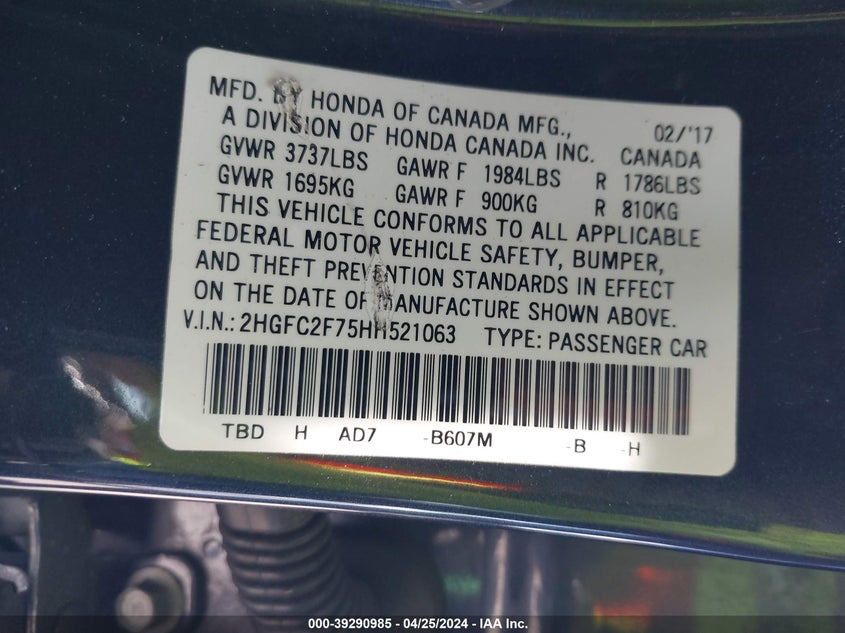 MFD. BY HONDA OF CANADA MFG., 02/'17
A DIVISION OF HONDA CANADA INC. CANADA
GVWR 3737LBS GAWR F 1984LBS R 1786LBS
GVWR 1695KG GAWR F 900KG R 810KG
THIS VEHICLE CONFORMS TO ALL APPLICABLE
FEDERAL MOTOR VEHICLE SAFETY, BUMPER,
AND THEFT PREVENTION STANDARDS IN EFFECT
ON THE DATE OF MANUFACTURE SHOWN ABOVE.
V.I.N.: 2HGFC2F75HH521063 TYPE: PASSENGER CAR
TBD H AD7 -B607M -B -H
000-39290985 - 04/25/2024 - IAA Inc.